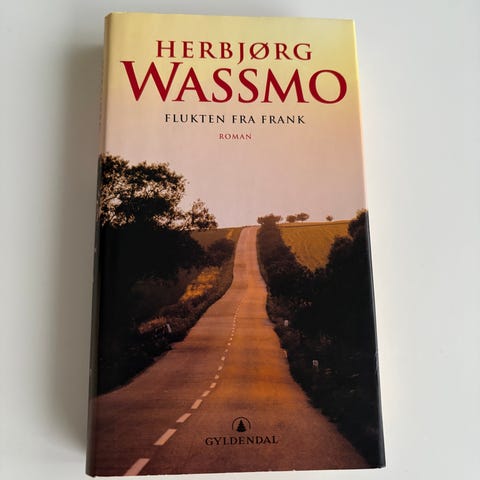 HERBJØRG
WASSMO
FLUKTEN FRA FRANK
ROMAN
GYLDENDAL